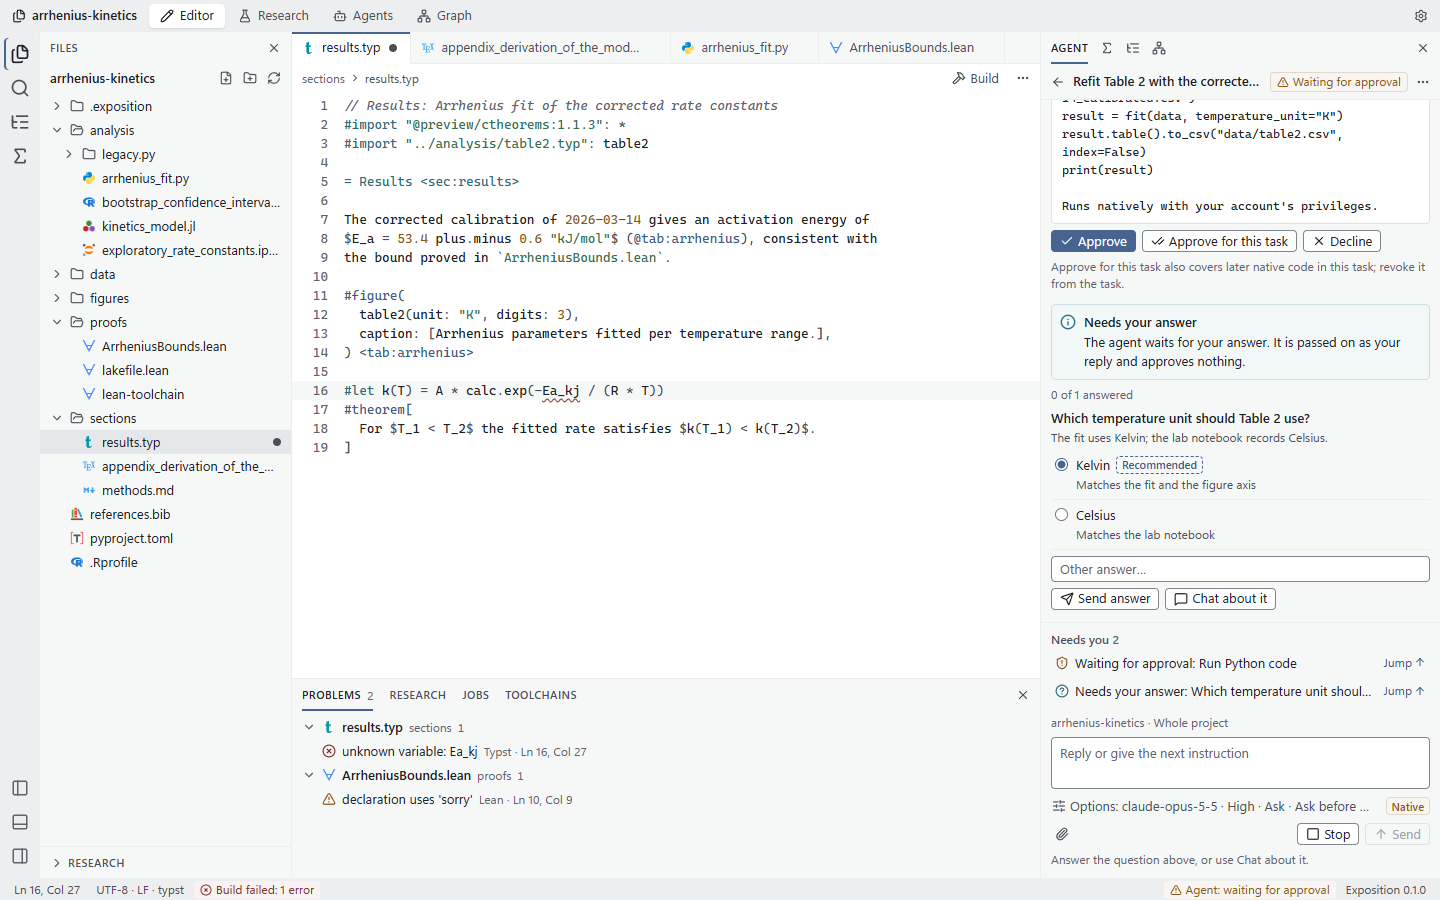 arrhenius-kinetics
Editor
Research
Agents
Graph
FILES
arrhenius-kinetics
.exposition
analysis
legacy.py
arrhenius_fit.py
bootstrap_confidence_interva...
kinetics_model.jl
exploratory_rate_constants.ip...
data
figures
proofs
ArrheniusBounds.lean
lakefile.lean
lean-toolchain
sections
results.typ
appendix_derivation_of_the_...
methods.md
references.bib
pyproject.toml
.Rprofile
RESEARCH
results.typ
appendix_derivation_of_the_mod...
arrhenius_fit.py
ArrheniusBounds.lean
sections > results.typ
Build
1 // Results: Arrhenius fit of the corrected rate constants
2 #import "@preview/ctheorems:1.1.3": *
3 #import "../analysis/table2.typ": table2
4
5 = Results <sec:results>
6
7 The corrected calibration of 2026-03-14 gives an activation energy of
8 $E_a = 53.4 plus.minus 0.6 "kJ/mol"$ (@tab:arrhenius), consistent with
9 the bound proved in `ArrheniusBounds.lean`.
10
11 #figure(
12   table2(unit: "K", digits: 3),
13   caption: [Arrhenius parameters fitted per temperature range.],
14 ) <tab:arrhenius>
15
16 #let k(T) = A * calc.exp(-Ea_kj / (R * T))
17 #theorem[
18   For $T_1 < T_2$ the fitted rate satisfies $k(T_1) < k(T_2)$.
19 ]
PROBLEMS 2
RESEARCH
JOBS
TOOLCHAINS
results.typ sections 1
unknown variable: Ea_kj Typst · Ln 16, Col 27
ArrheniusBounds.lean proofs 1
declaration uses 'sorry' Lean · Ln 10, Col 9
AGENT
Refit Table 2 with the correcte...
Waiting for approval
result = fit(data, temperature_unit="K")
result.table().to_csv("data/table2.csv",
index=False)
print(result)
Runs natively with your account's privileges.
Approve
Approve for this task
Decline
Approve for this task also covers later native code in this task; revoke it
from the task.
Needs your answer
The agent waits for your answer. It is passed on as your
reply and approves nothing.
0 of 1 answered
Which temperature unit should Table 2 use?
The fit uses Kelvin; the lab notebook records Celsius.
Kelvin Recommended
Matches the fit and the figure axis
Celsius
Matches the lab notebook
Other answer...
Send answer
Chat about it
Needs you 2
Waiting for approval: Run Python code Jump
Needs your answer: Which temperature unit shoul... Jump
arrhenius-kinetics · Whole project
Reply or give the next instruction
Options: claude-opus-5-5 · High · Ask · Ask before ... Native
Stop
Send
Answer the question above, or use Chat about it.
Ln 16, Col 27
UTF-8 · LF · typst
Build failed: 1 error
Agent: waiting for approval
Exposition 0.1.0